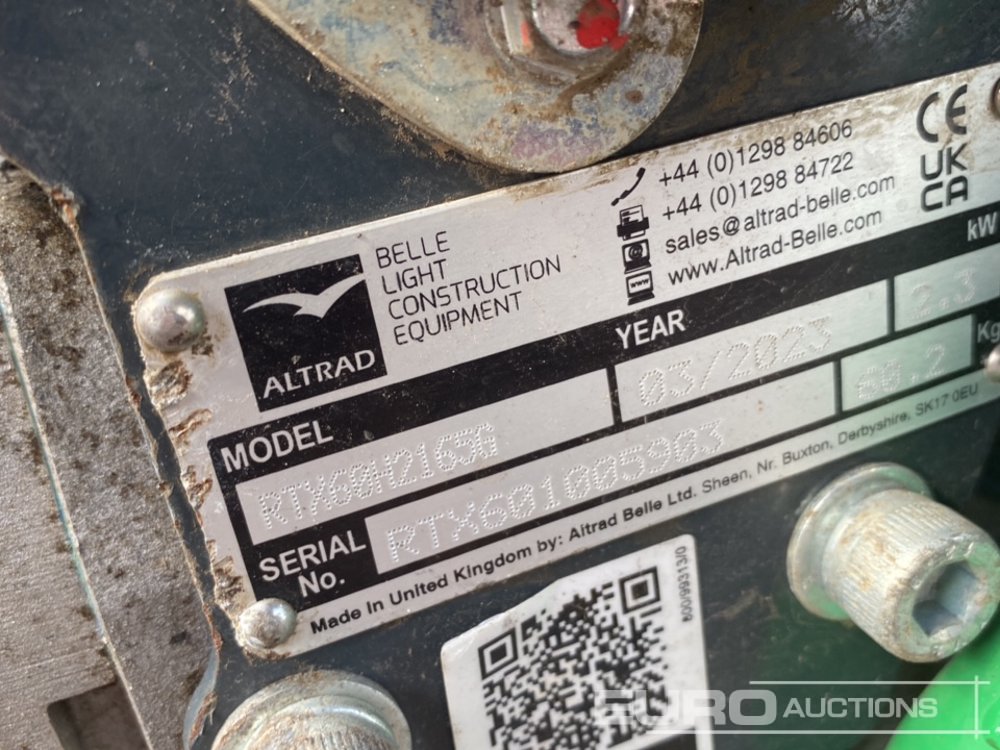 +44 (0)1298 84606
+44 (0)1298 84722
sales@altrad-belle.com
www.Altrad-Belle.com
CE
UK
CA
ALTRAD
BELLE
LIGHT
CONSTRUCTION
EQUIPMENT
MODEL
RTX60H2165G
YEAR
03/2023
kW
2.3
Kg
60.2
SERIAL
No.
RTX601005903
Made in United Kingdom by: Altrad Belle Ltd. Sheen, Nr. Buxton, Derbyshire, SK17 0EU
EURO AUCTIONS